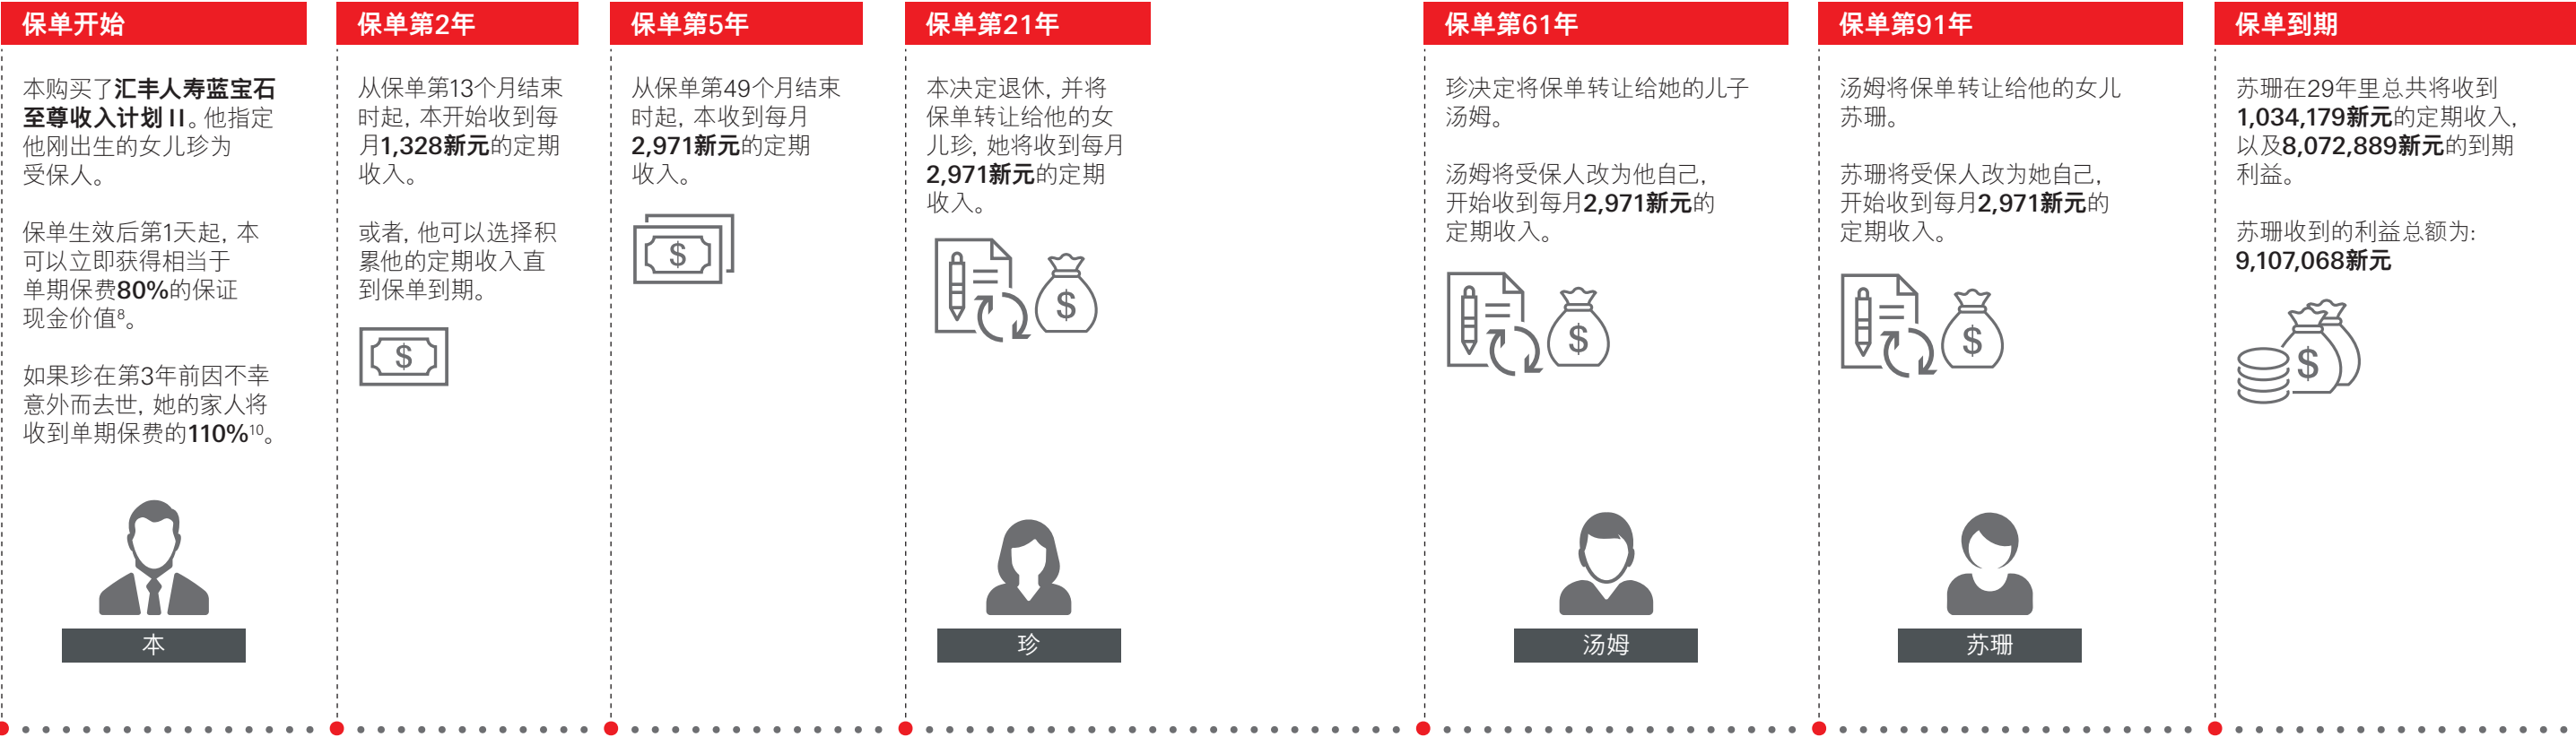 保单开始
本购买了汇丰人寿蓝宝石
至尊收入计划 II。他指定
他刚出生的女儿珍为
受保人。
保单生效后第1天起, 本
可以立即获得相当于
单期保费80%的保证
现金价值8。
如果珍在第3年前因不幸
意外而去世, 她的家人将
收到单期保费的110%10。
本
保单第2年
从保单第13个月结束
时起, 本开始收到每
月1,328新元的定期
收入。
或者, 他可以选择积
累他的定期收入直
到保单到期。
$
保单第5年
从保单第49个月结束
时起, 本收到每月
2,971新元的定期
收入。
$
保单第21年
本决定退休, 并将
保单转让给他的女
儿珍, 她将收到每月
2,971新元的定期
收入。
$
珍
保单第61年
珍决定将保单转让给她的儿子
汤姆。
汤姆将受保人改为他自己,
开始收到每月2,971新元的
定期收入。
$
汤姆
保单第91年
汤姆将保单转让给他的女儿
苏珊。
苏珊将受保人改为她自己,
开始收到每月2,971新元的
定期收入。
$
苏珊
保单到期
苏珊在29年里总共将收到
1,034,179新元的定期收入,
以及8,072,889新元的到期
利益。
苏珊收到的利益总额为:
9,107,068新元
$